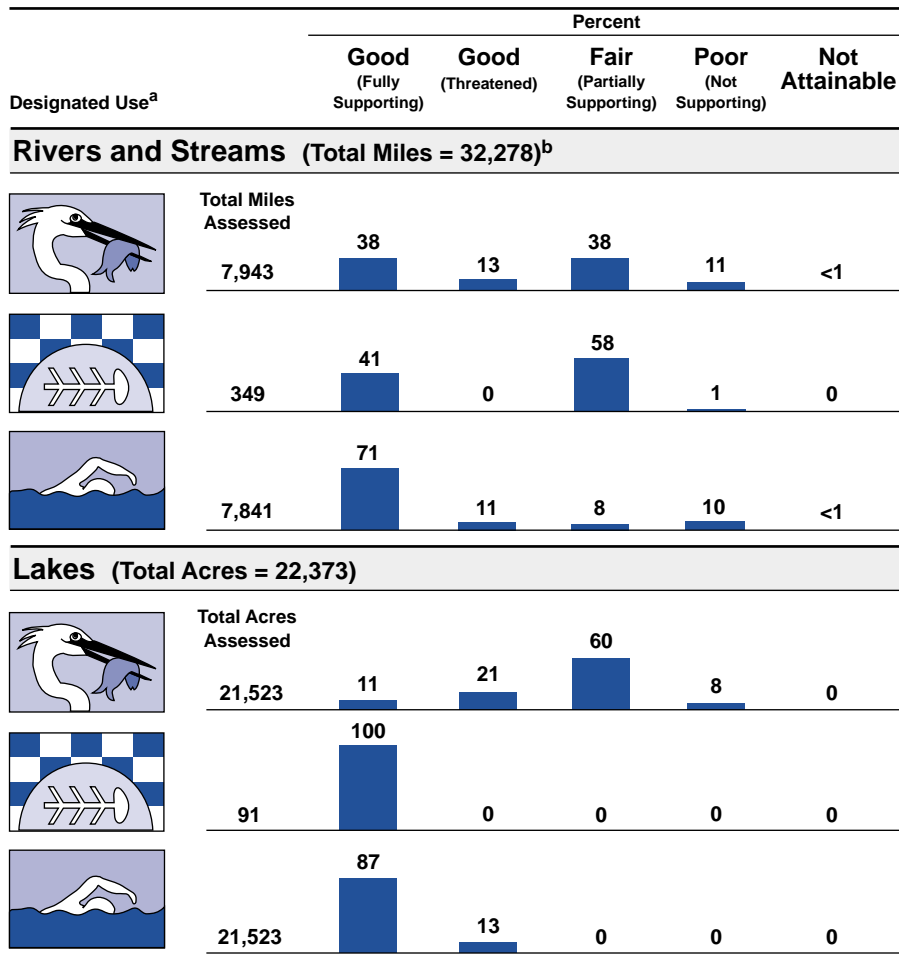 Percent
Designated Use^a
Good (Fully Supporting)
Good (Threatened)
Fair (Partially Supporting)
Poor (Not Supporting)
Not Attainable
Rivers and Streams (Total Miles = 32,278)^b
Total Miles Assessed
7,943 38 13 38 11 <1
349 41 0 58 1 0
7,841 71 11 8 10 <1
Lakes (Total Acres = 22,373)
Total Acres Assessed
21,523 11 21 60 8 0
91 100 0 0 0 0
21,523 87 13 0 0 0